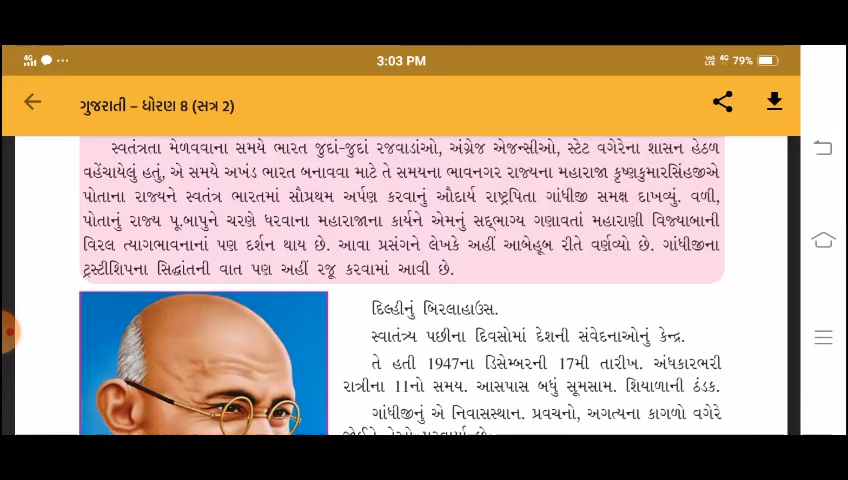 4G ... 3:03 PM VoLTE 4G 79%
ગુજરાતી – ધોરણ 8 (સત્ર 2)
સ્વતંત્રતા મેળવવાના સમયે ભારત જુદાં-જુદાં રજવાડાંઓ, અંગ્રેજ એજન્સીઓ, સ્ટેટ વગેરેના શાસન હેઠળ
વહેંચાયેલું હતું, એ સમયે અખંડ ભારત બનાવવા માટે તે સમયના ભાવનગર રાજ્યના મહારાજા કૃષ્ણકુમારસિંહજીએ
પોતાના રાજ્યને સ્વતંત્ર ભારતમાં સૌપ્રથમ અર્પણ કરવાનું ઔદાર્ય રાષ્ટ્રપિતા ગાંધીજી સમક્ષ દાખવ્યું. વળી,
પોતાનું રાજ્ય પૂ.બાપુને ચરણે ધરવાના મહારાજાના કાર્યને એમનું સદ્ભાગ્ય ગણાવતાં મહારાણી વિજ્યાબાની
વિરલ ત્યાગભાવનાનાં પણ દર્શન થાય છે. આવા પ્રસંગને લેખકે અહીં આબેહૂબ રીતે વર્ણવ્યો છે. ગાંધીજીના
ટ્રસ્ટીશિપના સિદ્ધાંતની વાત પણ અહીં રજૂ કરવામાં આવી છે.
દિલ્હીનું બિરલાહાઉસ.
સ્વાતંત્ર્ય પછીના દિવસોમાં દેશની સંવેદનાઓનું કેન્દ્ર.
તે હતી 1947ના ડિસેમ્બરની 17મી તારીખ. અંધકારભરી
રાત્રીના 11નો સમય. આસપાસ બધું સૂમસામ. શિયાળાની ઠંડક.
ગાંધીજીનું એ નિવાસસ્થાન. પ્રવચનો, અગત્યના કાગળો વગેરે